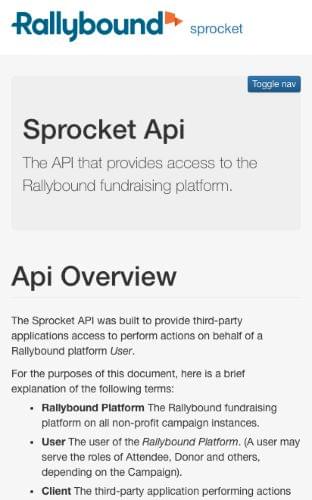 Rallybound sprocket
Toggle nav
Sprocket Api
The API that provides access to the
Rallybound fundraising platform.
Api Overview
The Sprocket API was built to provide third-party
applications access to perform actions on behalf of a
Rallybound platform User.
For the purposes of this document, here is a brief
explanation of the following terms:
• Rallybound Platform The Rallybound fundraising
platform on all non-profit campaign instances.
• User The user of the Rallybound Platform. (A user may
serve the roles of Attendee, Donor and others,
depending on the Campaign).
• Client The third-party application performing actions